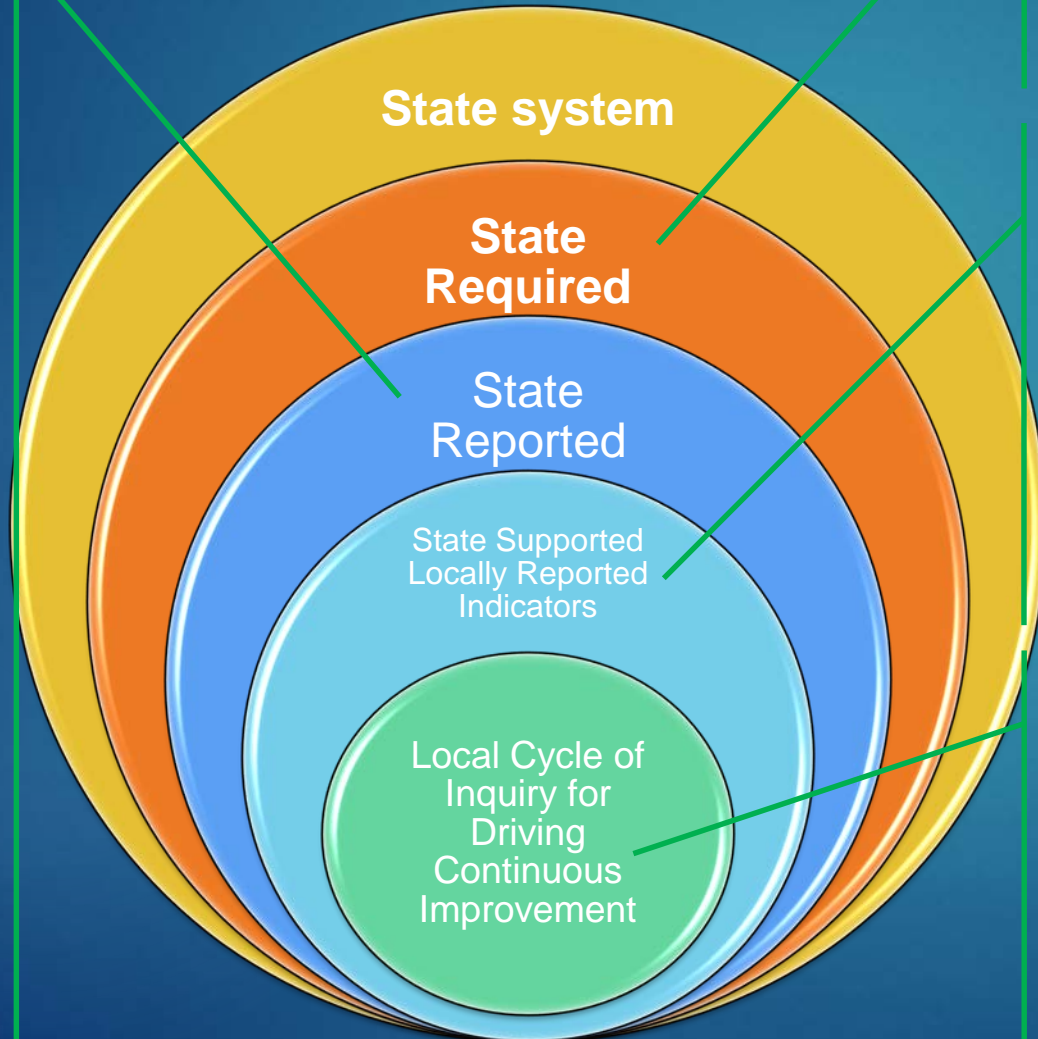 State system
State
Required
State
Reported
State Supported
Locally Reported
Indicators
Local Cycle of
Inquiry for
Driving
Continuous
Improvement